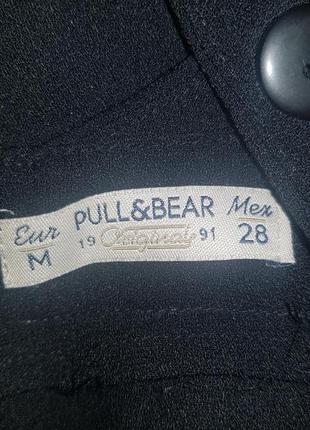 Eur PULL&BEAR Mex
M 19 Original 91 28